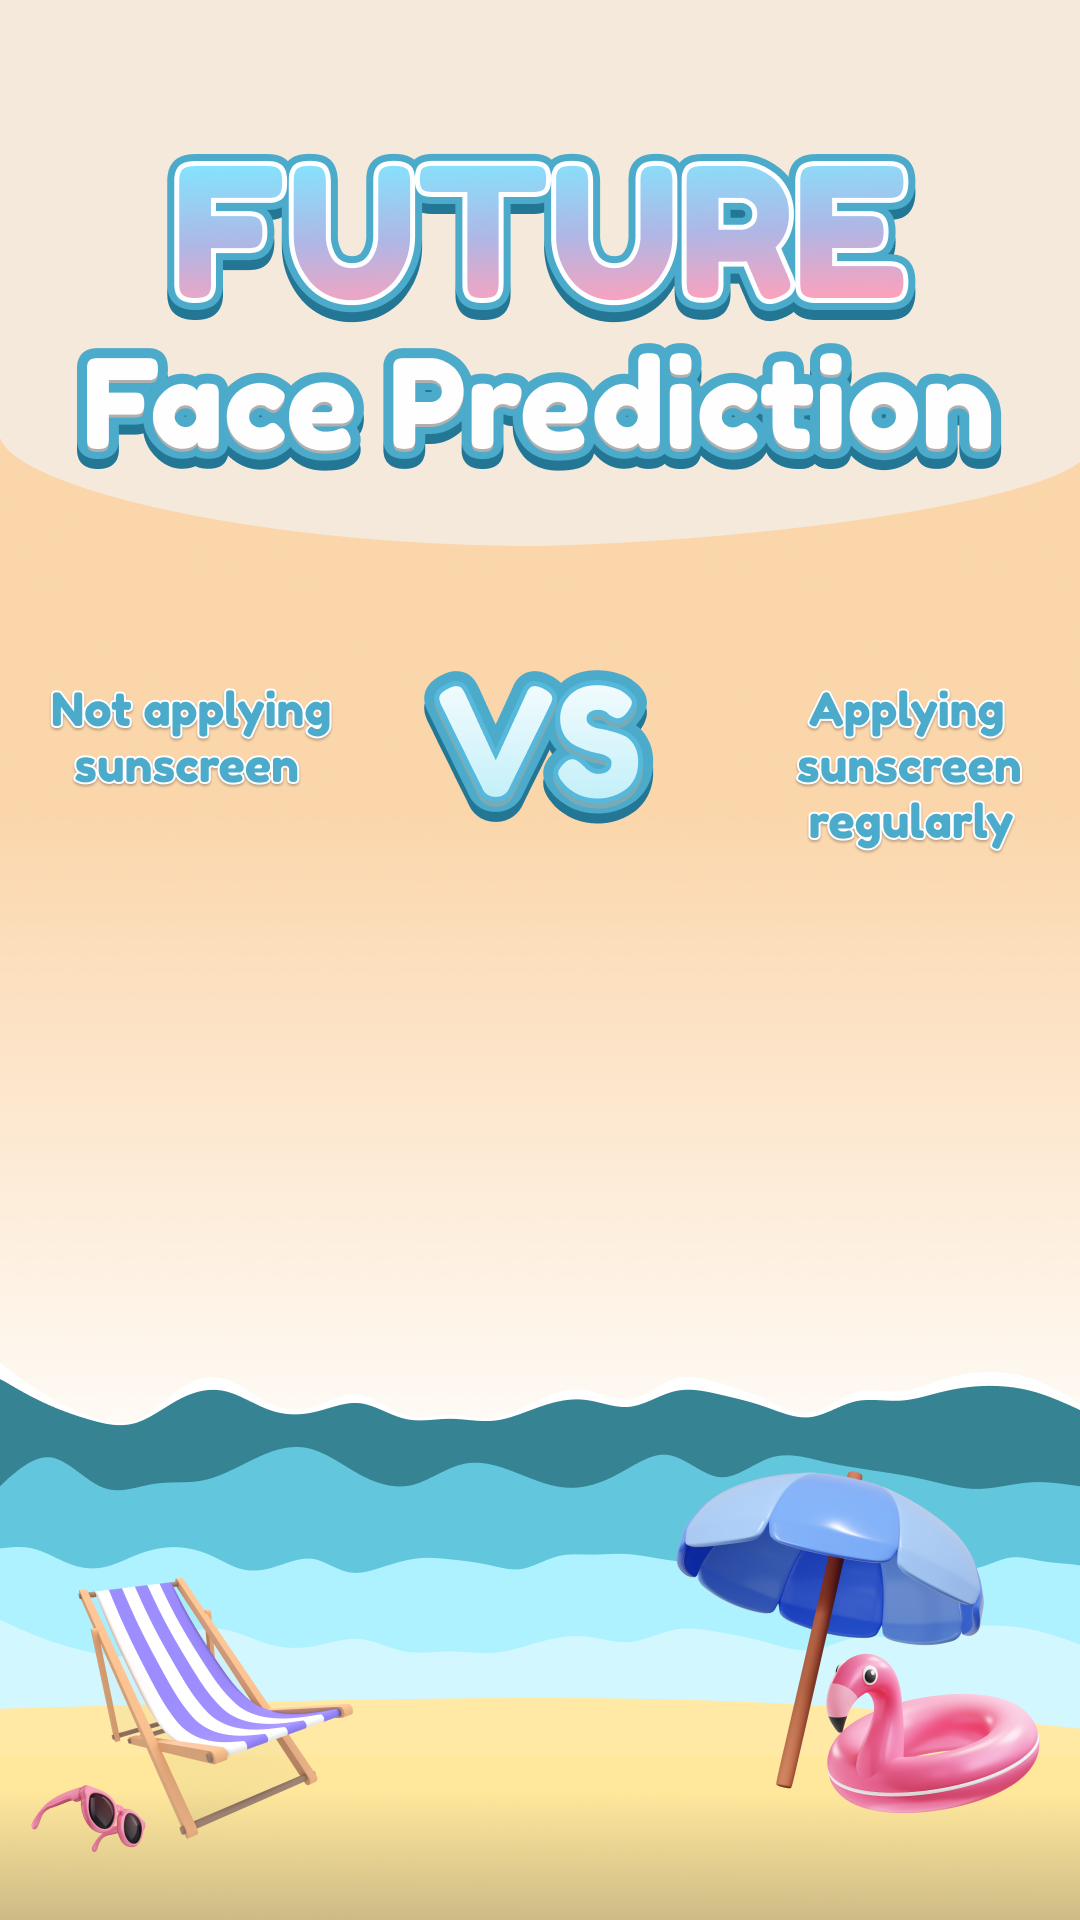 FUTURE
Face Prediction
Not applying
sunscreen
VS
Applying
sunscreen
regularly